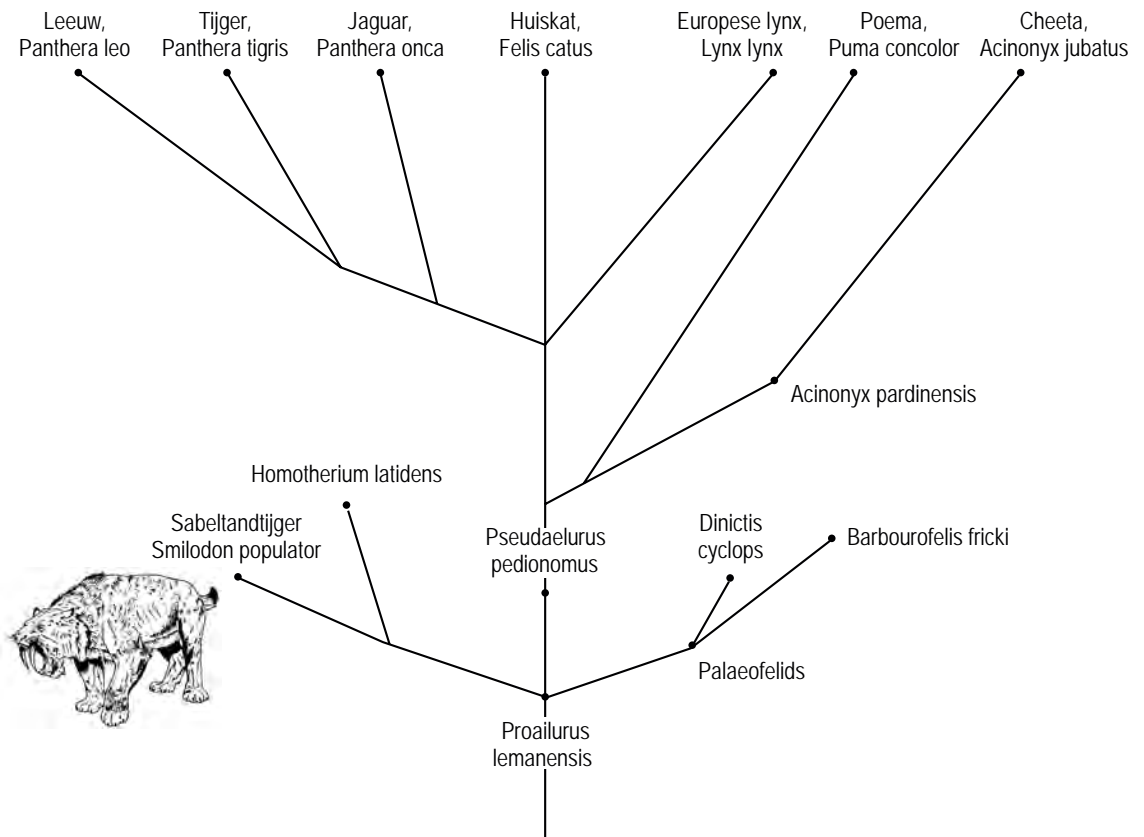 Leeuw,
Panthera leo
Tijger,
Panthera tigris
Jaguar,
Panthera onca
Huiskat,
Felis catus
Europese lynx,
Lynx lynx
Poema,
Puma concolor
Cheeta,
Acinonyx jubatus
Acinonyx pardinensis
Homotherium latidens
Sabeltandtijger
Smilodon populator
Pseudaelurus
pedionomus
Dinictis
cyclops
Barbourofelis fricki
Palaeofelids
Proailurus
lemanensis